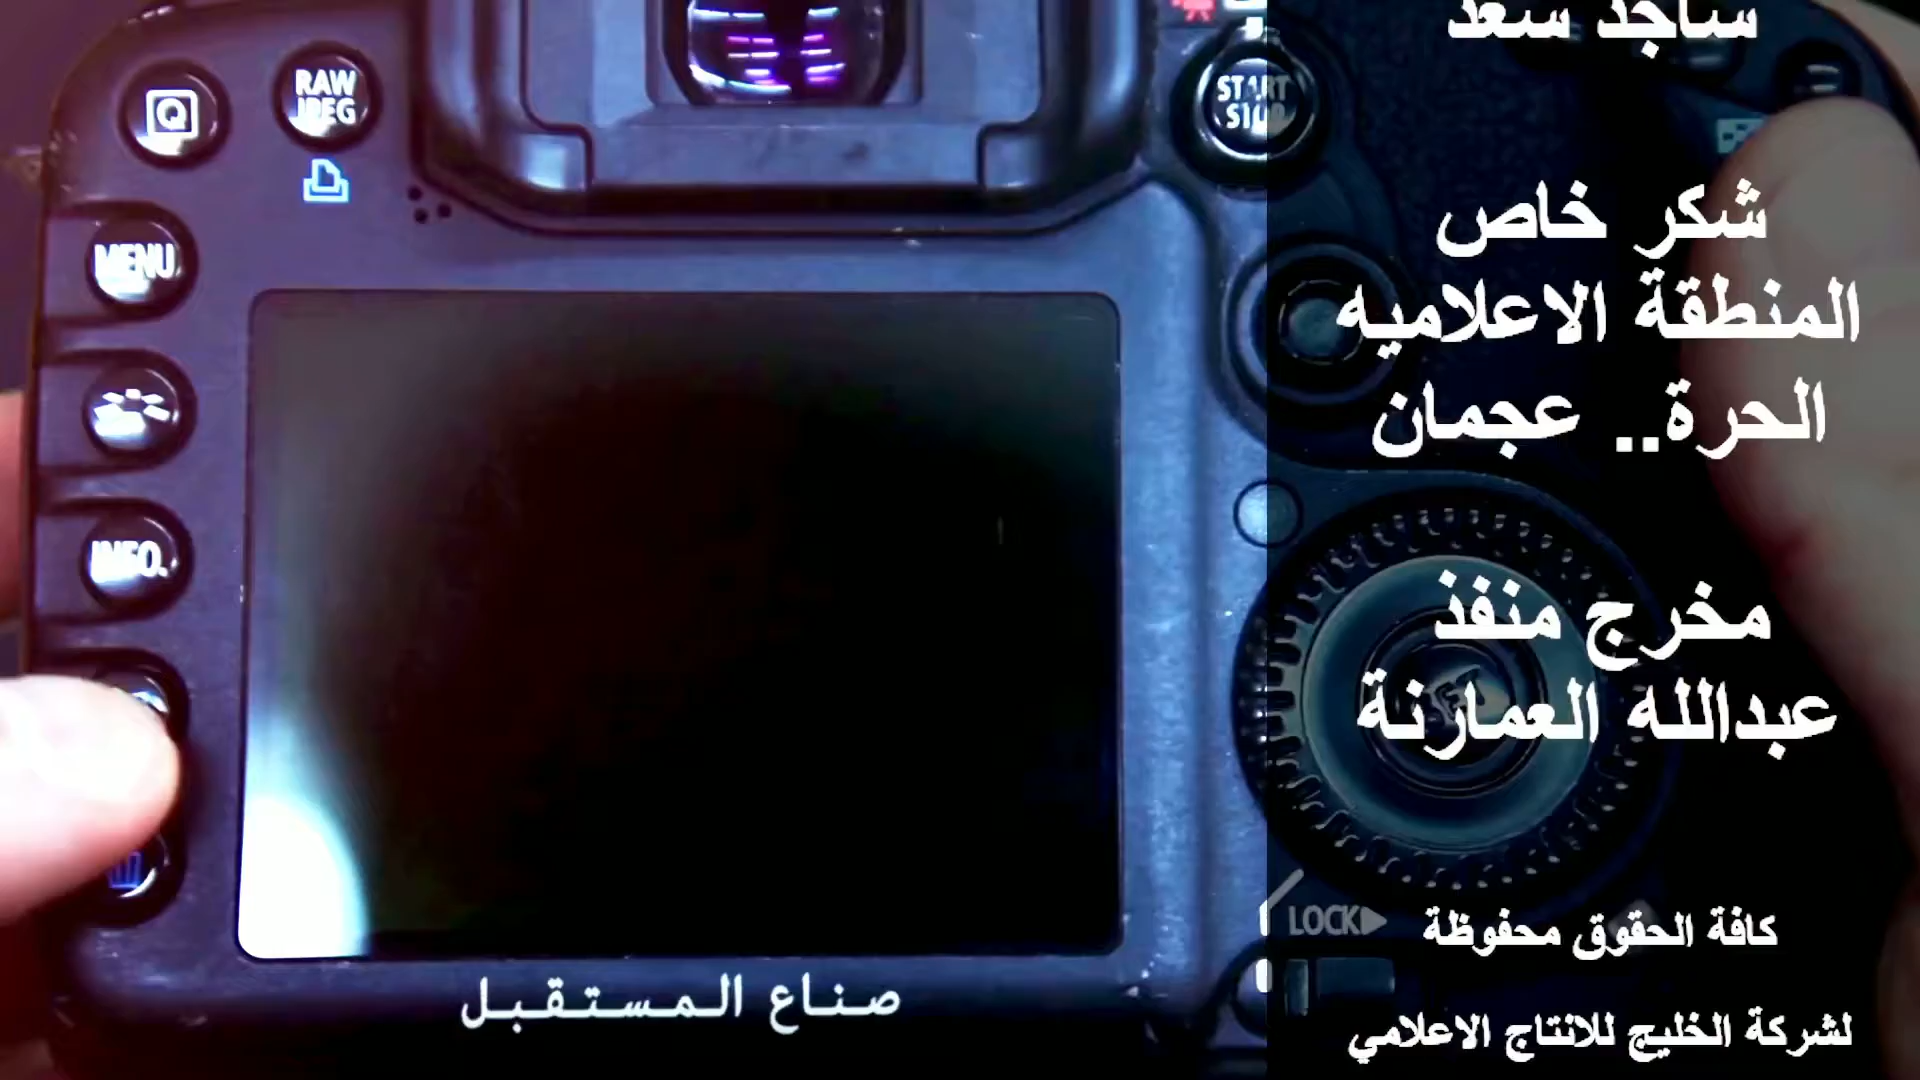 ساجد سعد
شكر خاص
المنطقة الاعلاميه
الحرة.. عجمان
مخرج منفذ
عبدالله العمارنة
كافة الحقوق محفوظة
لشركة الخليج للانتاج الاعلامي
صناع المستقبل
Q
RAW
JPEG
MENU
INFO.
START
STOP
SET
LOCK